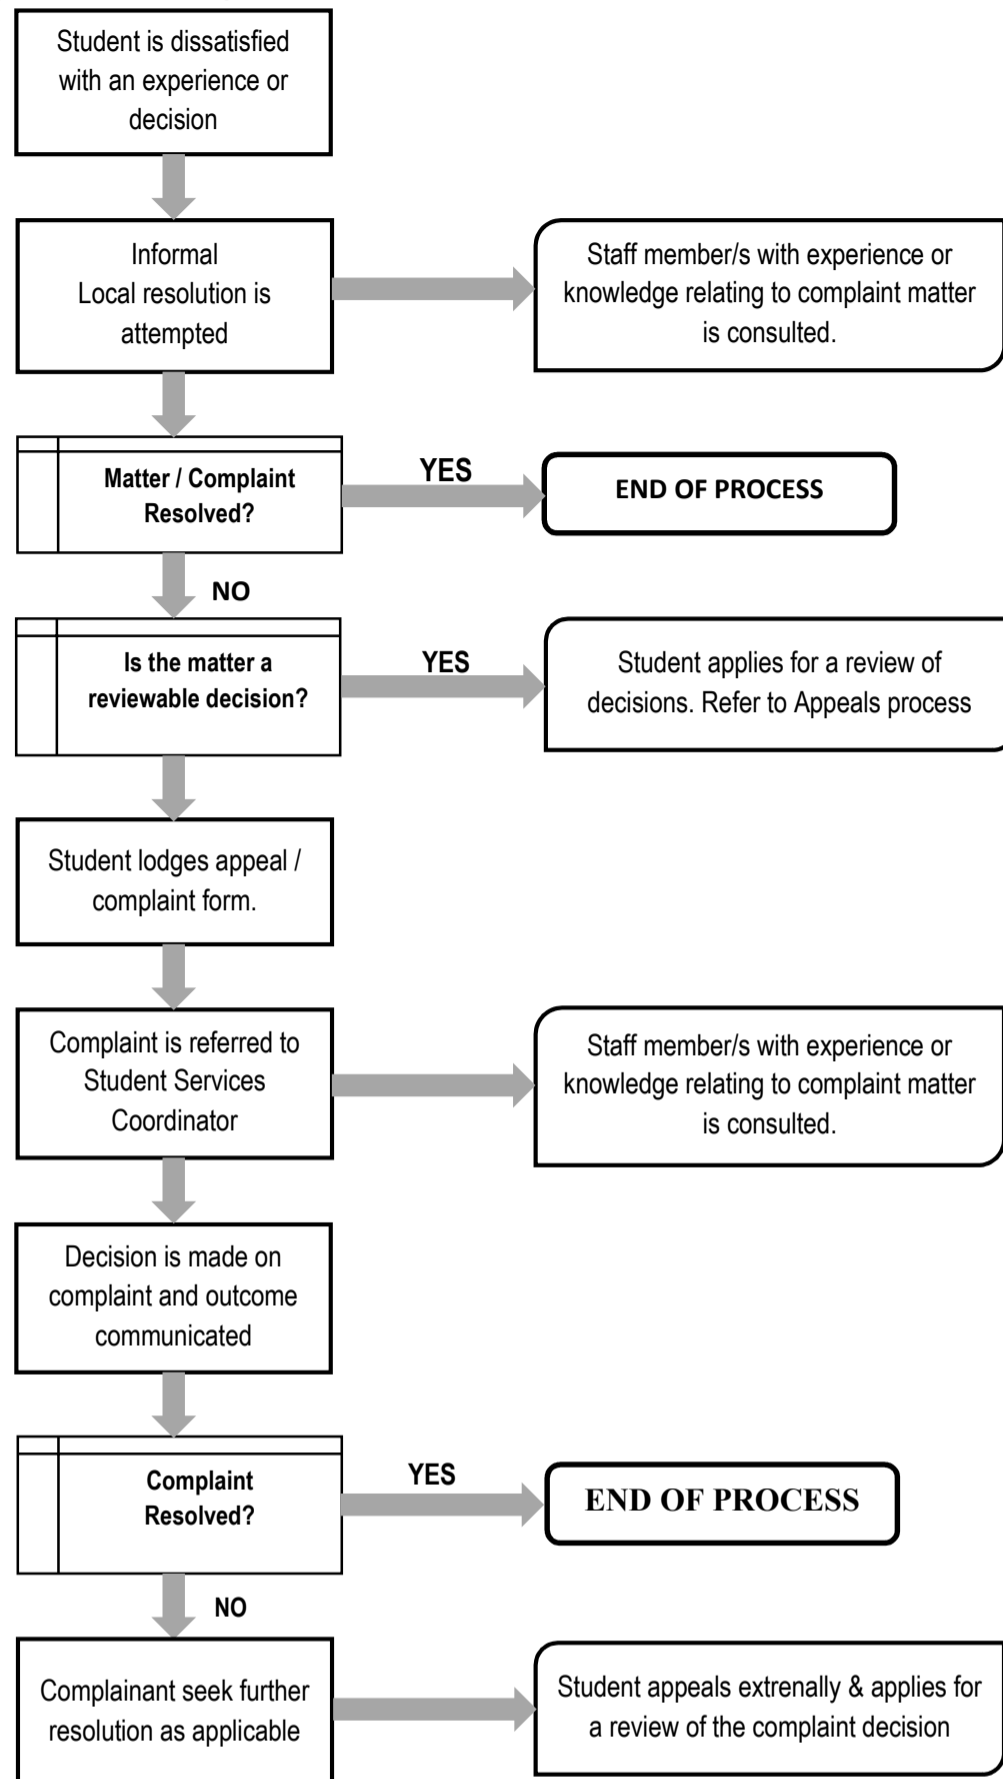 Student is dissatisfied
with an experience or
decision
Informal
Local resolution is
attempted
Staff member/s with experience or
knowledge relating to complaint matter
is consulted.
Matter / Complaint
Resolved?
YES
END OF PROCESS
NO
Is the matter a
reviewable decision?
YES
Student applies for a review of
decisions. Refer to Appeals process
Student lodges appeal /
complaint form.
Complaint is referred to
Student Services
Coordinator
Staff member/s with experience or
knowledge relating to complaint matter
is consulted.
Decision is made on
complaint and outcome
communicated
Complaint
Resolved?
YES
END OF PROCESS
NO
Complainant seek further
resolution as applicable
Student appeals extrenally & applies for
a review of the complaint decision